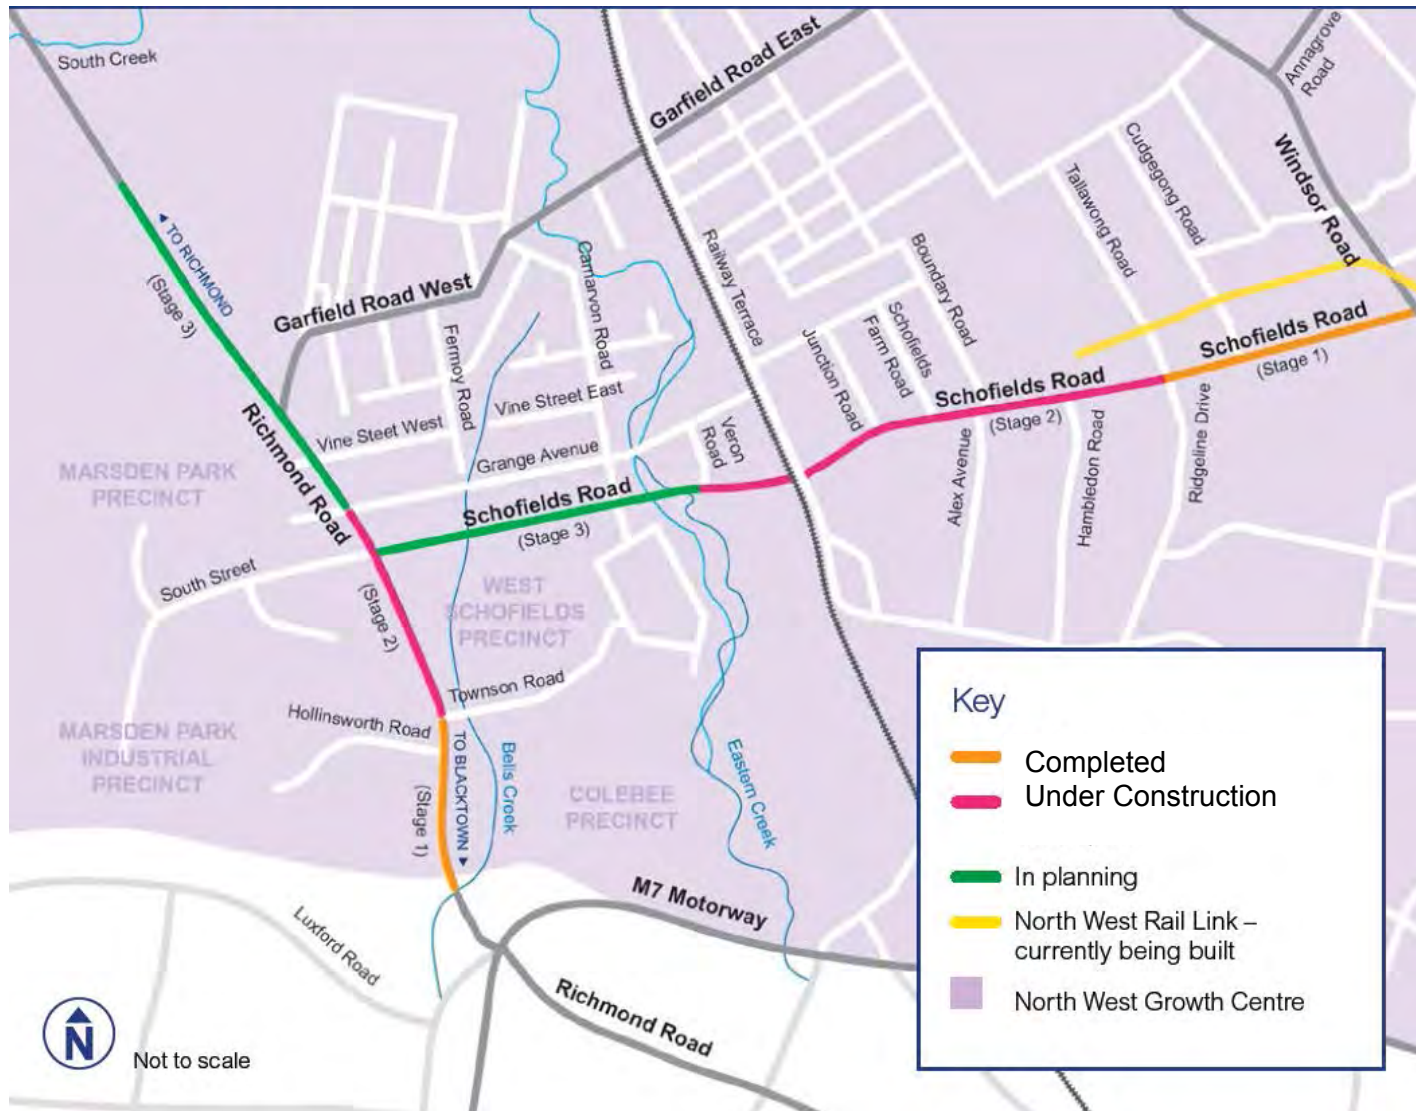 South Creek
Garfield Road East
Annagrove
Road
Windsor Road
Cudgegong Road
Tallawong Road
◄ TO RICHMOND
(Stage 3)
Garfield Road West
Camarvon Road
Railway Terrace
Boundary Road
Schofields
Farm Road
Junction Road
Fermoy Road
Schofields Road
(Stage 1)
Schofields Road
(Stage 2)
Vine Street East
Vine Steet West
Richmond Road
Grange Avenue
Veron
Road
Alex Avenue
Hambledon Road
Ridgeline Drive
MARSDEN PARK
PRECINCT
Schofields Road
(Stage 3)
South Street
(Stage 2)
WEST
SCHOFIELDS
PRECINCT
Townson Road
Hollinsworth Road
MARSDEN PARK
INDUSTRIAL
PRECINCT
TO BLACKTOWN ►
(Stage 1)
Bells Creek
Eastern Creek
COLEBEE
PRECINCT
M7 Motorway
Luxford Road
Richmond Road
N
Not to scale
Key
Completed
Under Construction
In planning
North West Rail Link –
currently being built
North West Growth Centre